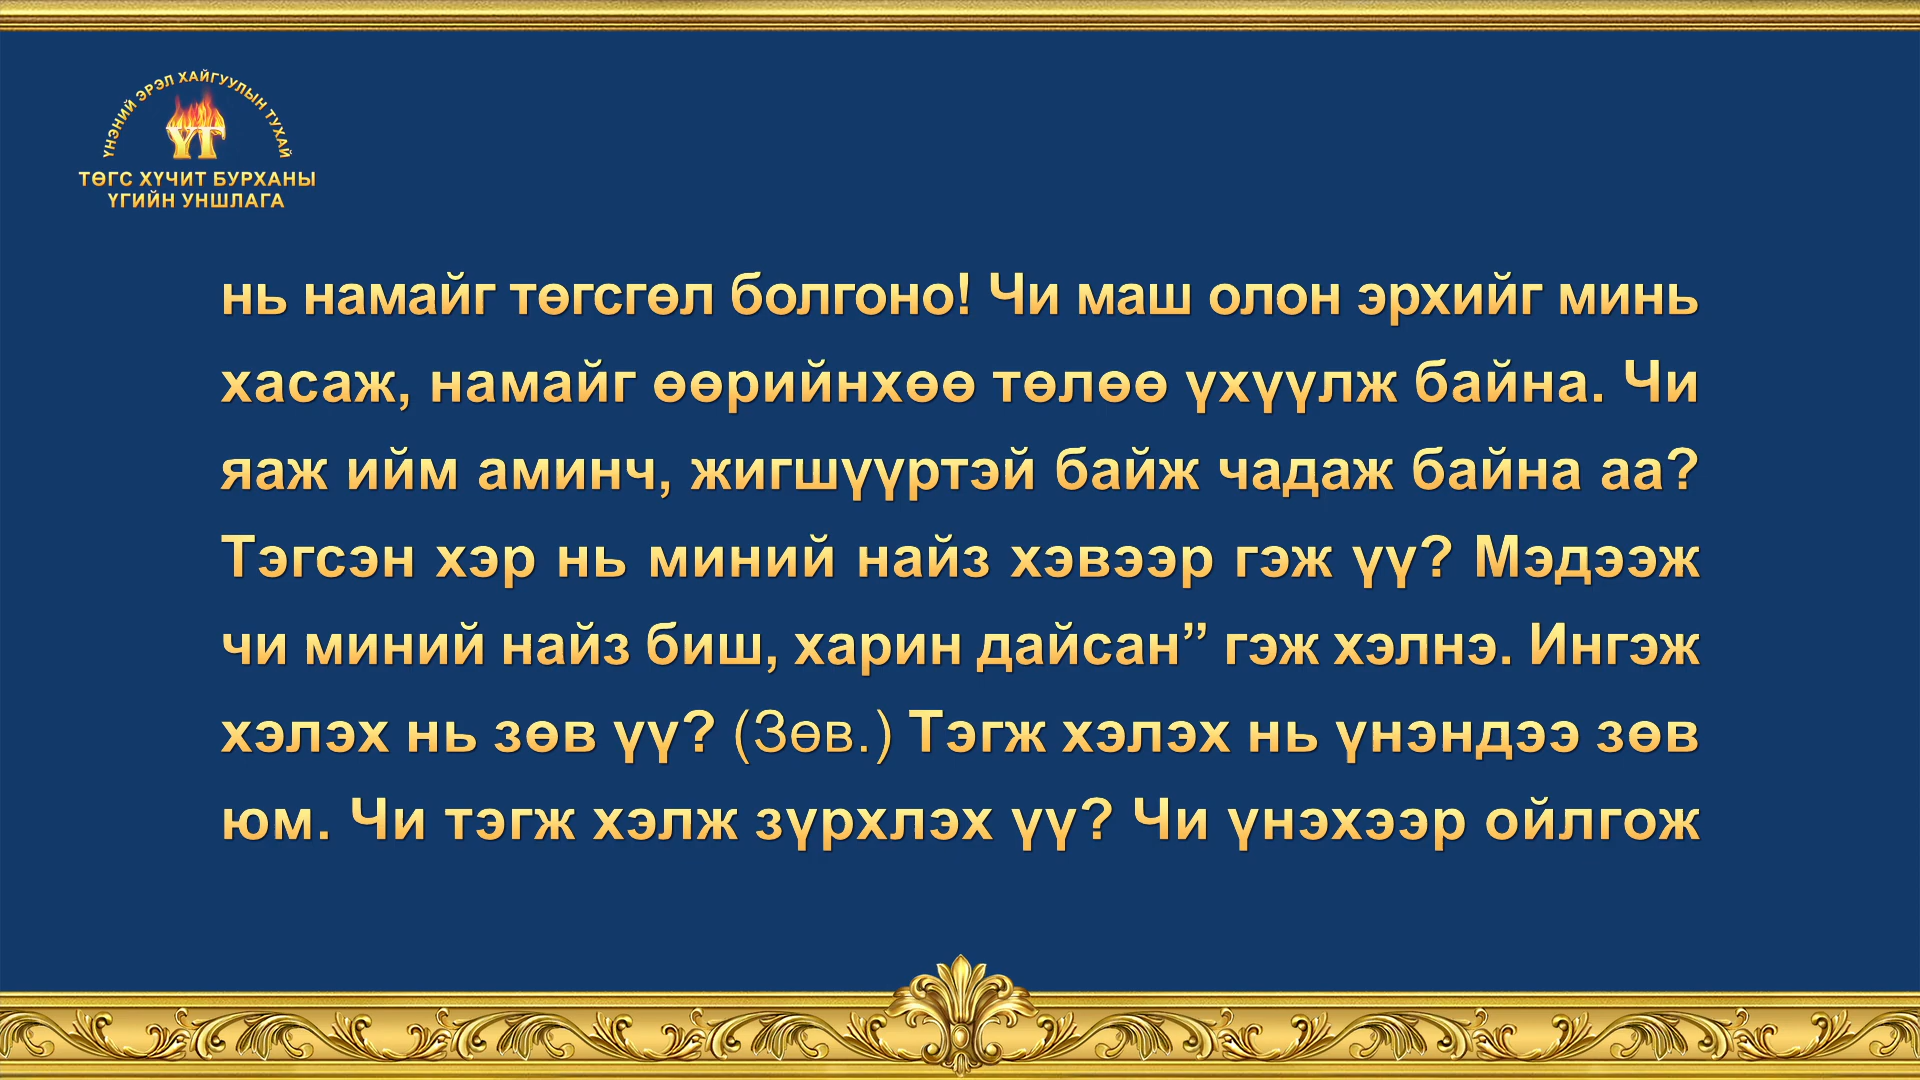 ҮНЭНИЙ ЭРЭЛ ХАЙГУУЛЫН ТУХАЙ
ҮГ
ТӨГС ХҮЧИТ БУРХАНЫ
ҮГИЙН УНШЛАГА
нь намайг төгсгөл болгоно! Чи маш олон эрхийг минь
хасаж, намайг өөрийнхөө төлөө үхүүлж байна. Чи
яаж ийм аминч, жигшүүртэй байж чадаж байна аа?
Тэгсэн хэр нь миний найз хэвээр гэж үү? Мэдээж
чи миний найз биш, харин дайсан” гэж хэлнэ. Ингэж
хэлэх нь зөв үү? (Зөв.) Тэгж хэлэх нь үнэндээ зөв
юм. Чи тэгж хэлж зүрхлэх үү? Чи үнэхээр ойлгож